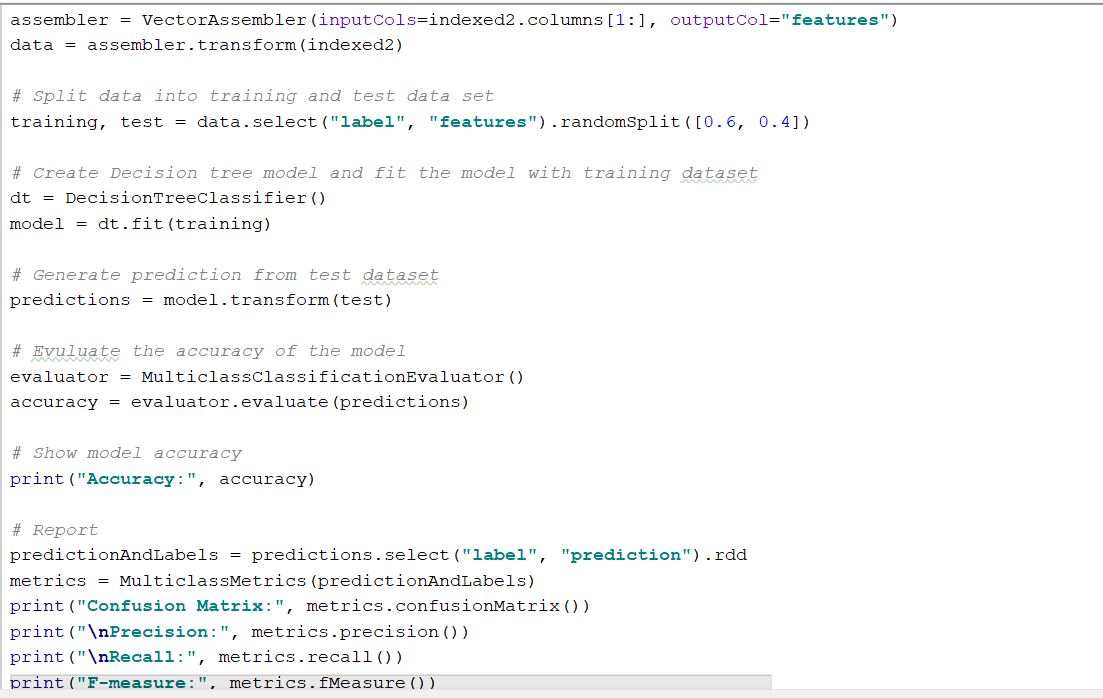 assembler = VectorAssembler(inputCols=indexed2.columns[1:], outputCol="features")
data = assembler.transform(indexed2)
# Split data into training and test data set
training, test = data.select("label", "features").randomSplit([0.6, 0.4])
# Create Decision tree model and fit the model with training dataset
dt = DecisionTreeClassifier()
model = dt.fit(training)
# Generate prediction from test dataset
predictions = model.transform(test)
# Evuluate the accuracy of the model
evaluator = MulticlassClassificationEvaluator()
accuracy = evaluator.evaluate(predictions)
# Show model accuracy
print("Accuracy:", accuracy)
# Report
predictionAndLabels = predictions.select("label", "prediction").rdd
metrics = MulticlassMetrics(predictionAndLabels)
print("Confusion Matrix:", metrics.confusionMatrix())
print("\nPrecision:", metrics.precision())
print("\nRecall:", metrics.recall())
print("F-measure:", metrics.fMeasure())